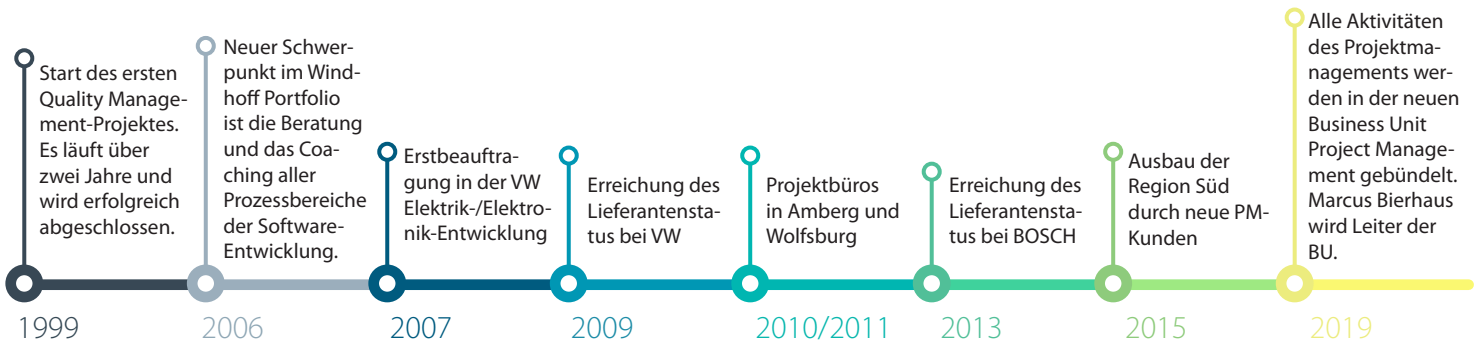 Start des ersten
Quality Manage-
ment-Projektes.
Es läuft über
zwei Jahre und
wird erfolgreich
abgeschlossen.
1999
Neuer Schwer-
punkt im Wind-
hoff Portfolio
ist die Beratung
und das Coa-
ching aller
Prozessbereiche
der Software-
Entwicklung.
2006
Erstbeauftra-
gung in der VW
Elektrik-/Elektro-
nik-Entwicklung
2007
Erreichung des
Lieferantensta-
tus bei VW
2009
Projektbüros
in Amberg und
Wolfsburg
2010/2011
Erreichung des
Lieferantensta-
tus bei BOSCH
2013
Ausbau der
Region Süd
durch neue PM-
Kunden
2015
Alle Aktivitäten
des Projektma-
nagements wer-
den in der neuen
Business Unit
Project Manage-
ment gebündelt.
Marcus Bierhaus
wird Leiter der
BU.
2019